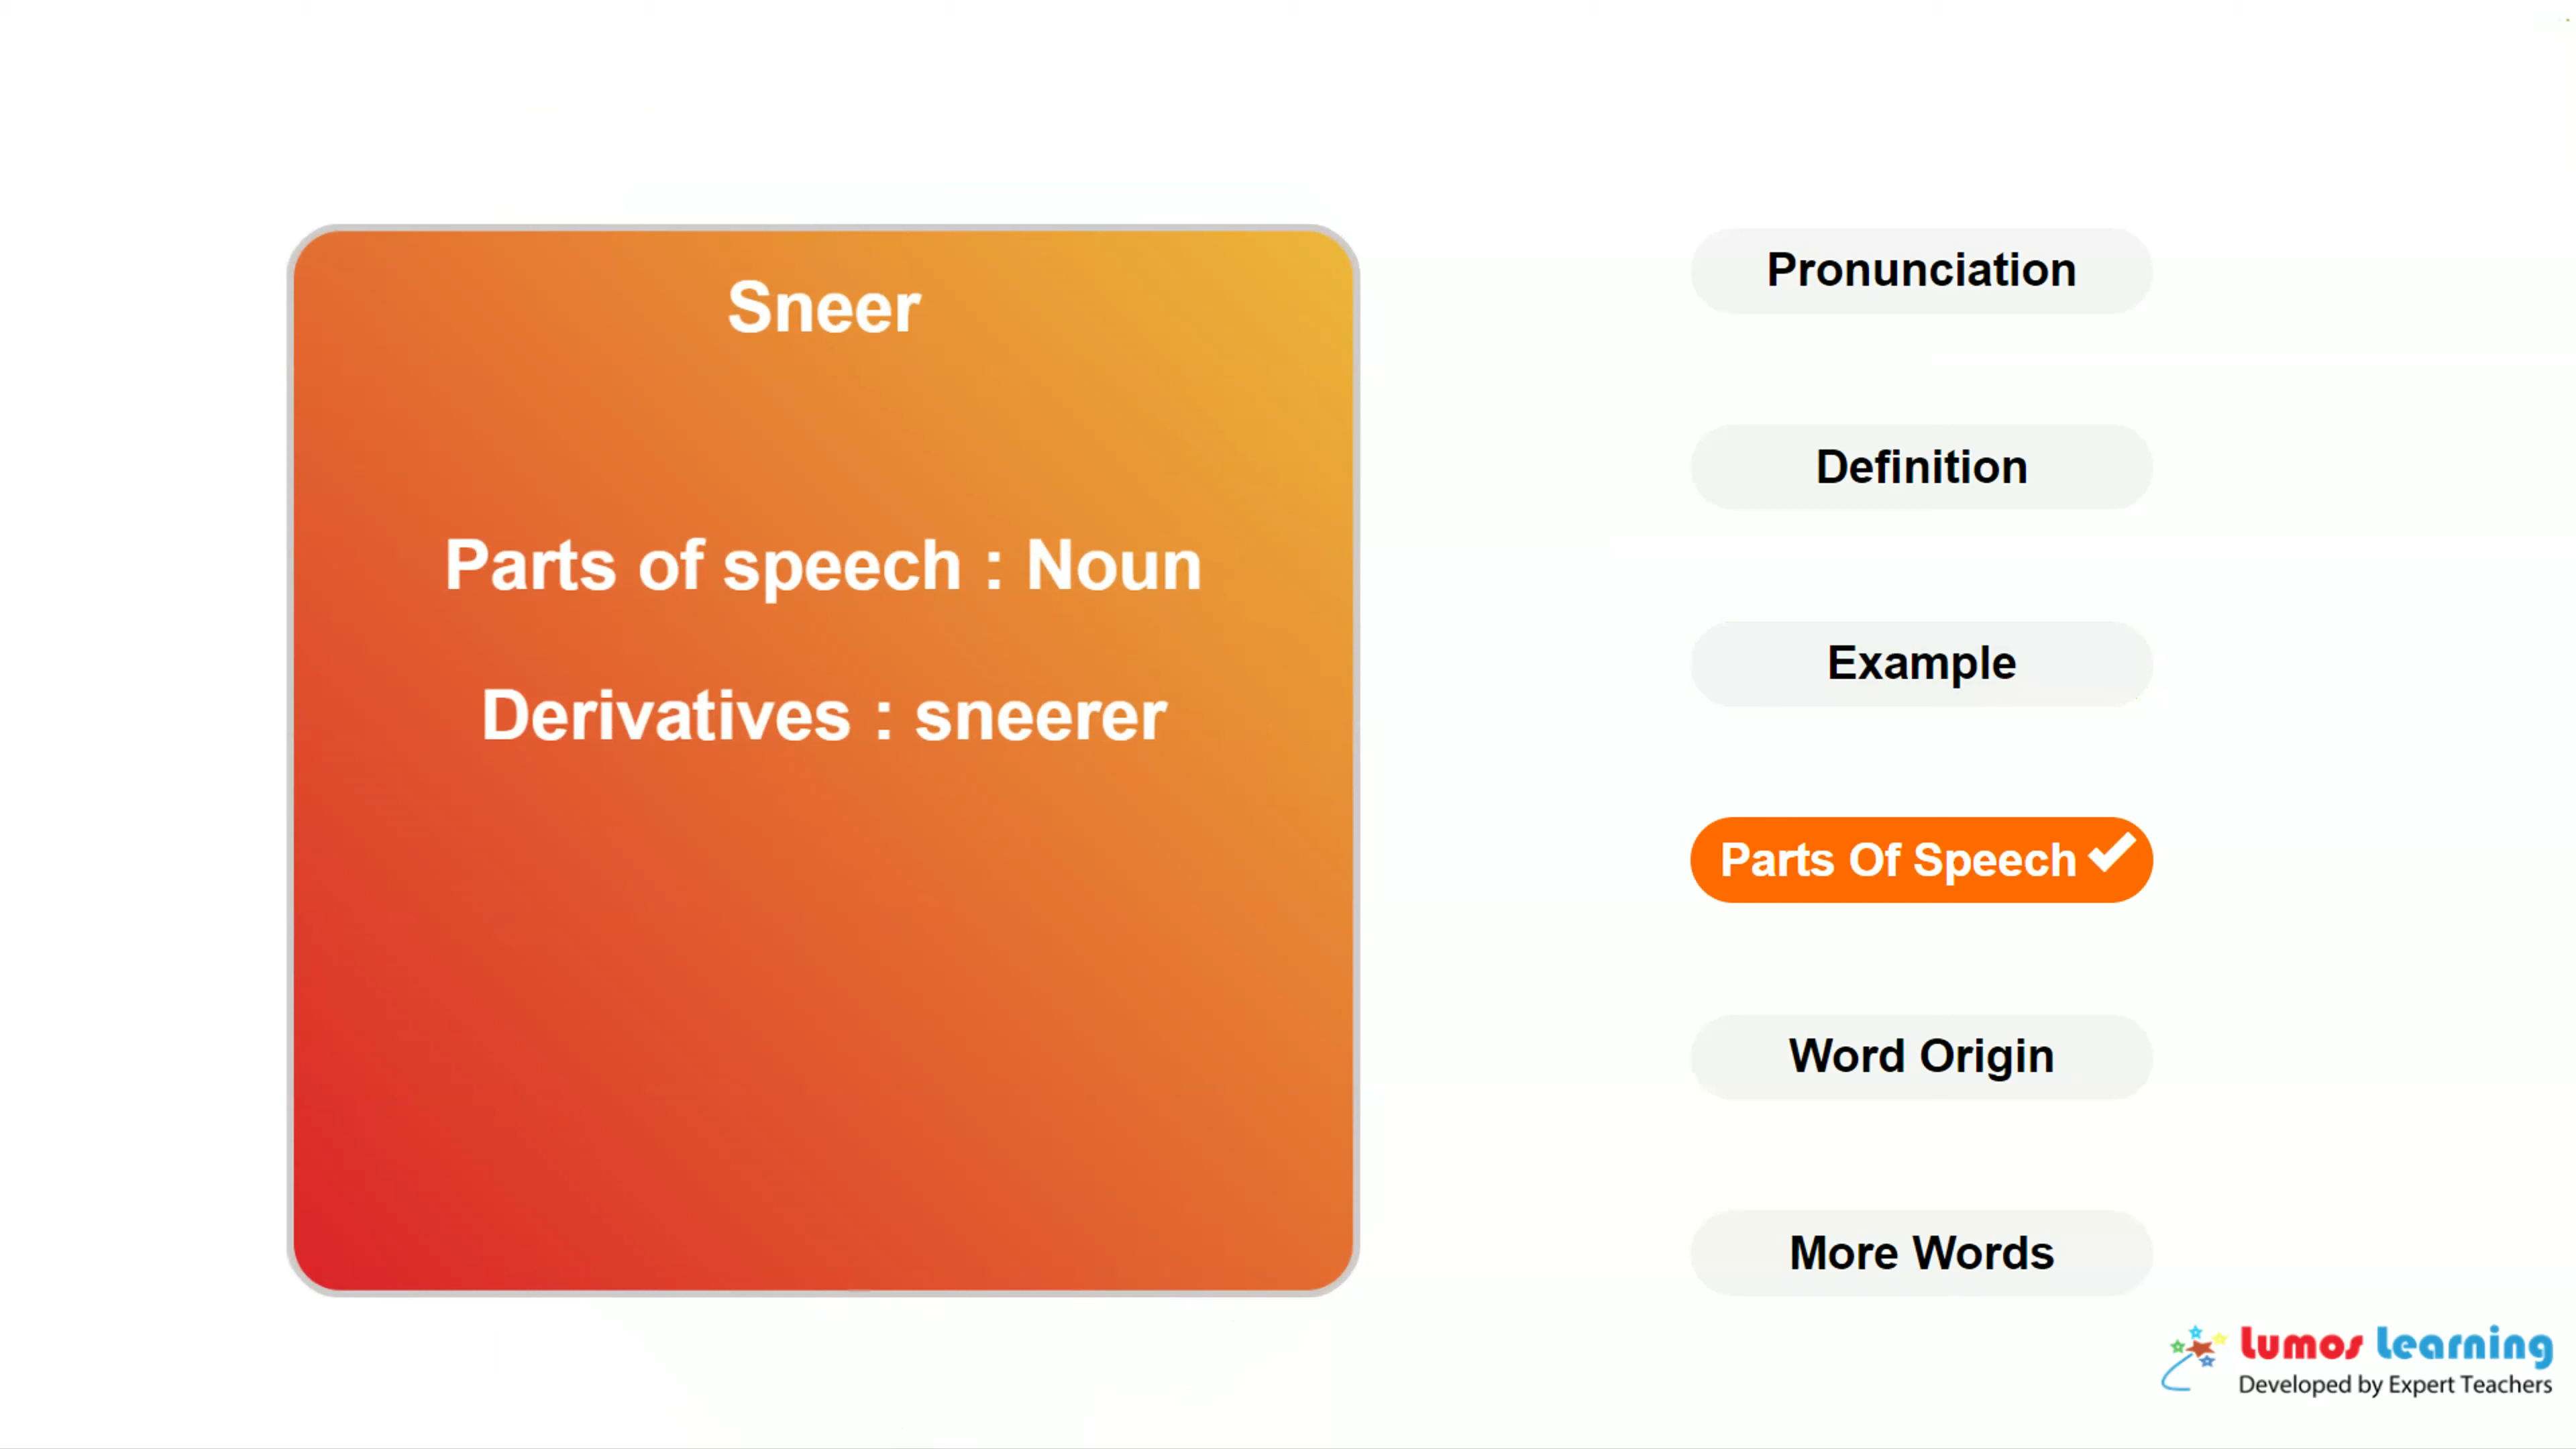 Sneer
Parts of speech : Noun
Derivatives : sneerer
Pronunciation
Definition
Example
Parts Of Speech
Word Origin
More Words
Lumos Learning
Developed by Expert Teachers